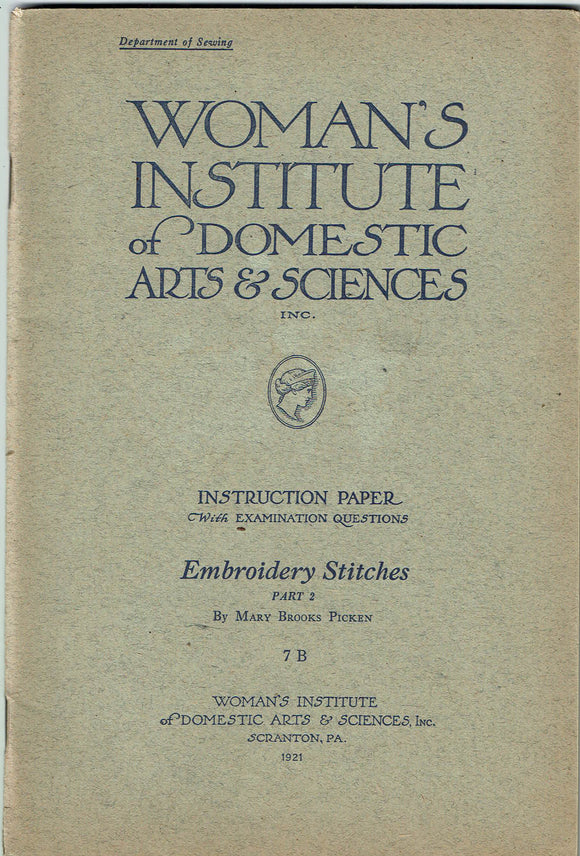 Department of Sewing
WOMAN'S
INSTITUTE
of DOMESTIC
ARTS & SCIENCES
INC.
INSTRUCTION PAPER
With EXAMINATION QUESTIONS
Embroidery Stitches
PART 2
By MARY BROOKS PICKEN
7 B
WOMAN'S INSTITUTE
of DOMESTIC ARTS & SCIENCES, INC.
SCRANTON, PA.
1921